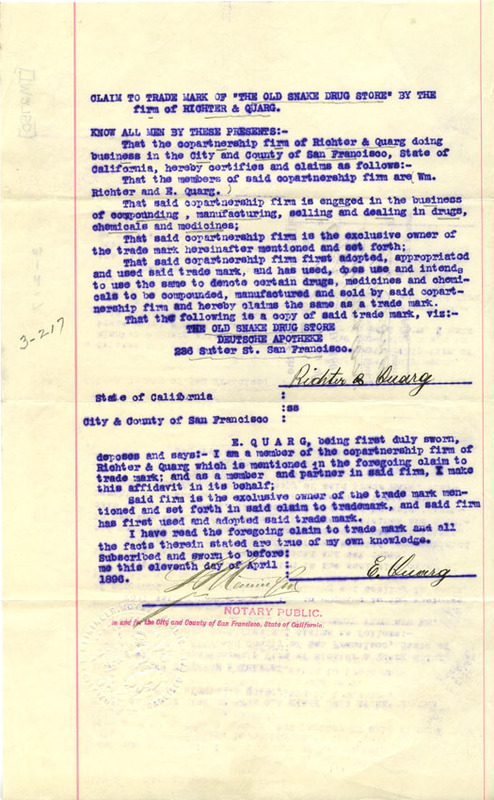 CLAIM TO TRADE MARK OF "THE OLD SNAKE DRUG STORE" BY THE
firm of RICHTER & QUARG.
KNOW ALL MEN BY THESE PRESENTS:-
That the copartnership firm of Richter & Quarg doing
business in the City and County of San Francisco, State of
California, hereby certifies and claims as follows:-
That the members of said copartnership firm are Wm.
Richter and E. Quarg.
That said copartnership firm is engaged in the business
of compounding, manufacturing, selling and dealing in drugs,
chemicals and medicines;
That said copartnership firm is the exclusive owner of
the trade mark hereinafter mentioned and set forth;
That said copartnership firm first adopted, appropriated
and used said trade mark, and has used, does use and intends
to use the same to denote certain drugs, medicines and chemi-
cals to be compounded, manufactured and sold by said copart-
nership firm and hereby claims the same as a trade mark.
That the following is a copy of said trade mark, viz:-
THE OLD SNAKE DRUG STORE
DEUTSCHE APOTHEKE
226 Sutter St. San Francisco.
3-217
Richter & Quarg
State of California :
:ss
City & County of San Francisco :
E. QUARG, being first duly sworn,
deposes and says:- I am a member of the copartnership firm of
Richter & Quarg which is mentioned in the foregoing claim to
trade mark; and as a member and partner in said firm, I make
this affidavit in its behalf;
Said firm is the exclusive owner of the trade mark men-
tioned and set forth in said claim to trademark, and said firm
has first used and adopted said trade mark.
I have read the foregoing claim to trade mark and all
the facts therein stated are true of my own knowledge.
Subscribed and sworn to before:
me this eleventh day of April :
1896.
E. Quarg
NOTARY PUBLIC.
in and for the City and County of San Francisco, State of California.